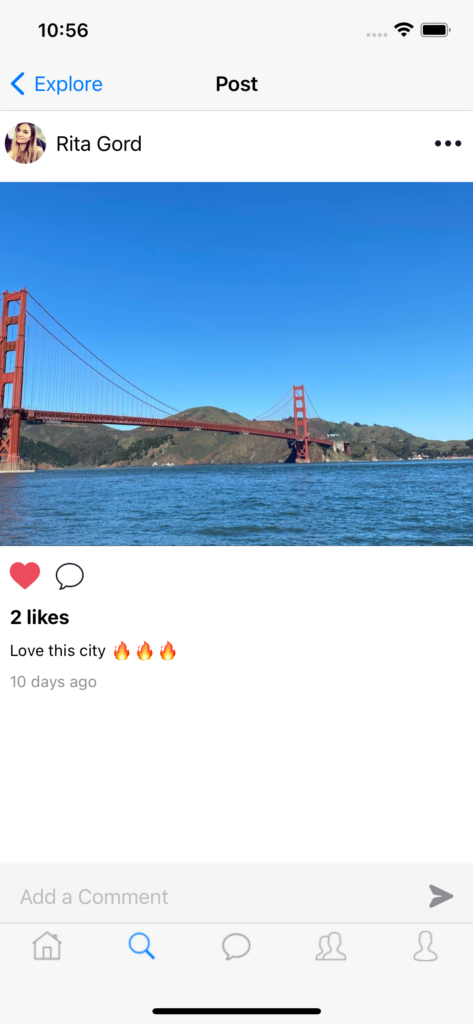 10:56
Explore
Post
Rita Gord
2 likes
Love this city 🔥🔥🔥
10 days ago
Add a Comment